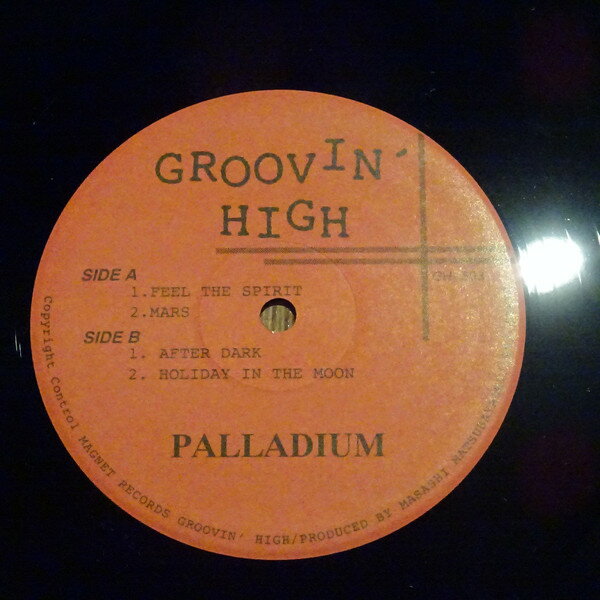 GROOVIN'
HIGH
SIDE A
1.FEEL THE SPIRIT
2.MARS
SIDE B
1. AFTER DARK
2. HOLIDAY IN THE MOON
PALLADIUM
Copyright Control MAGNET RECORDS GROOVIN' HIGH/PRODUCED BY MASASHI